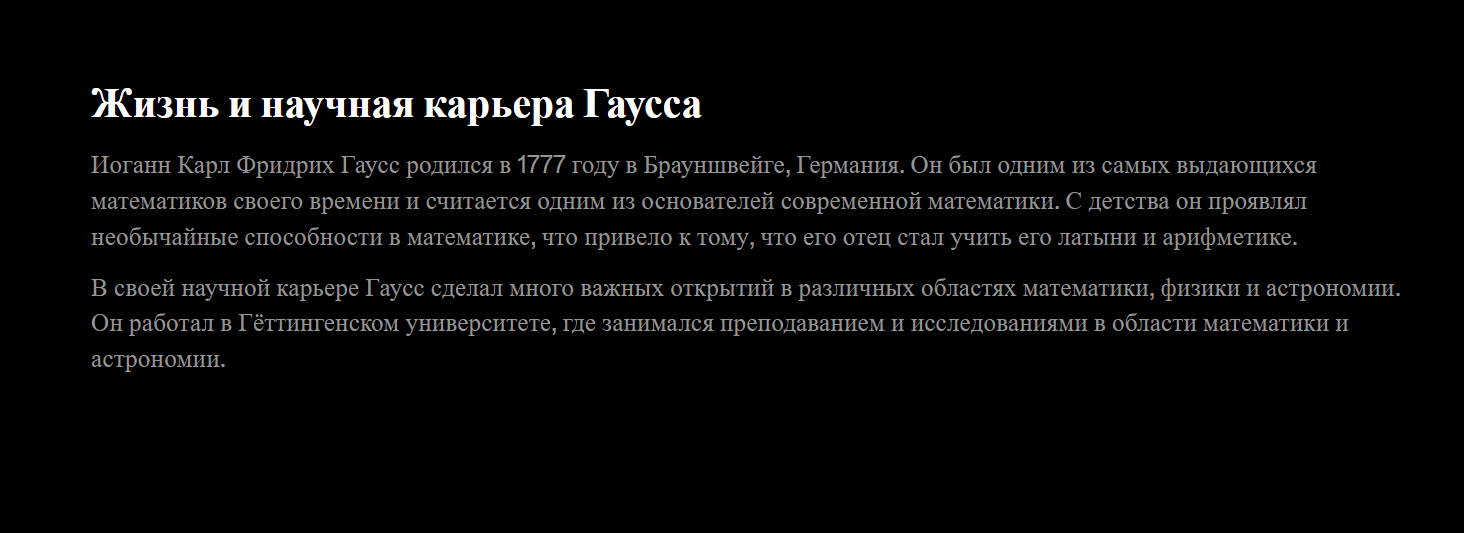 Жизнь и научная карьера Гаусса
Иоганн Карл Фридрих Гаусс родился в 1777 году в Брауншвейге, Германия. Он был одним из самых выдающихся
математиков своего времени и считается одним из основателей современной математики. С детства он проявлял
необычайные способности в математике, что привело к тому, что его отец стал учить его латыни и арифметике.
В своей научной карьере Гаусс сделал много важных открытий в различных областях математики, физики и астрономии.
Он работал в Гёттингенском университете, где занимался преподаванием и исследованиями в области математики и
астрономии.